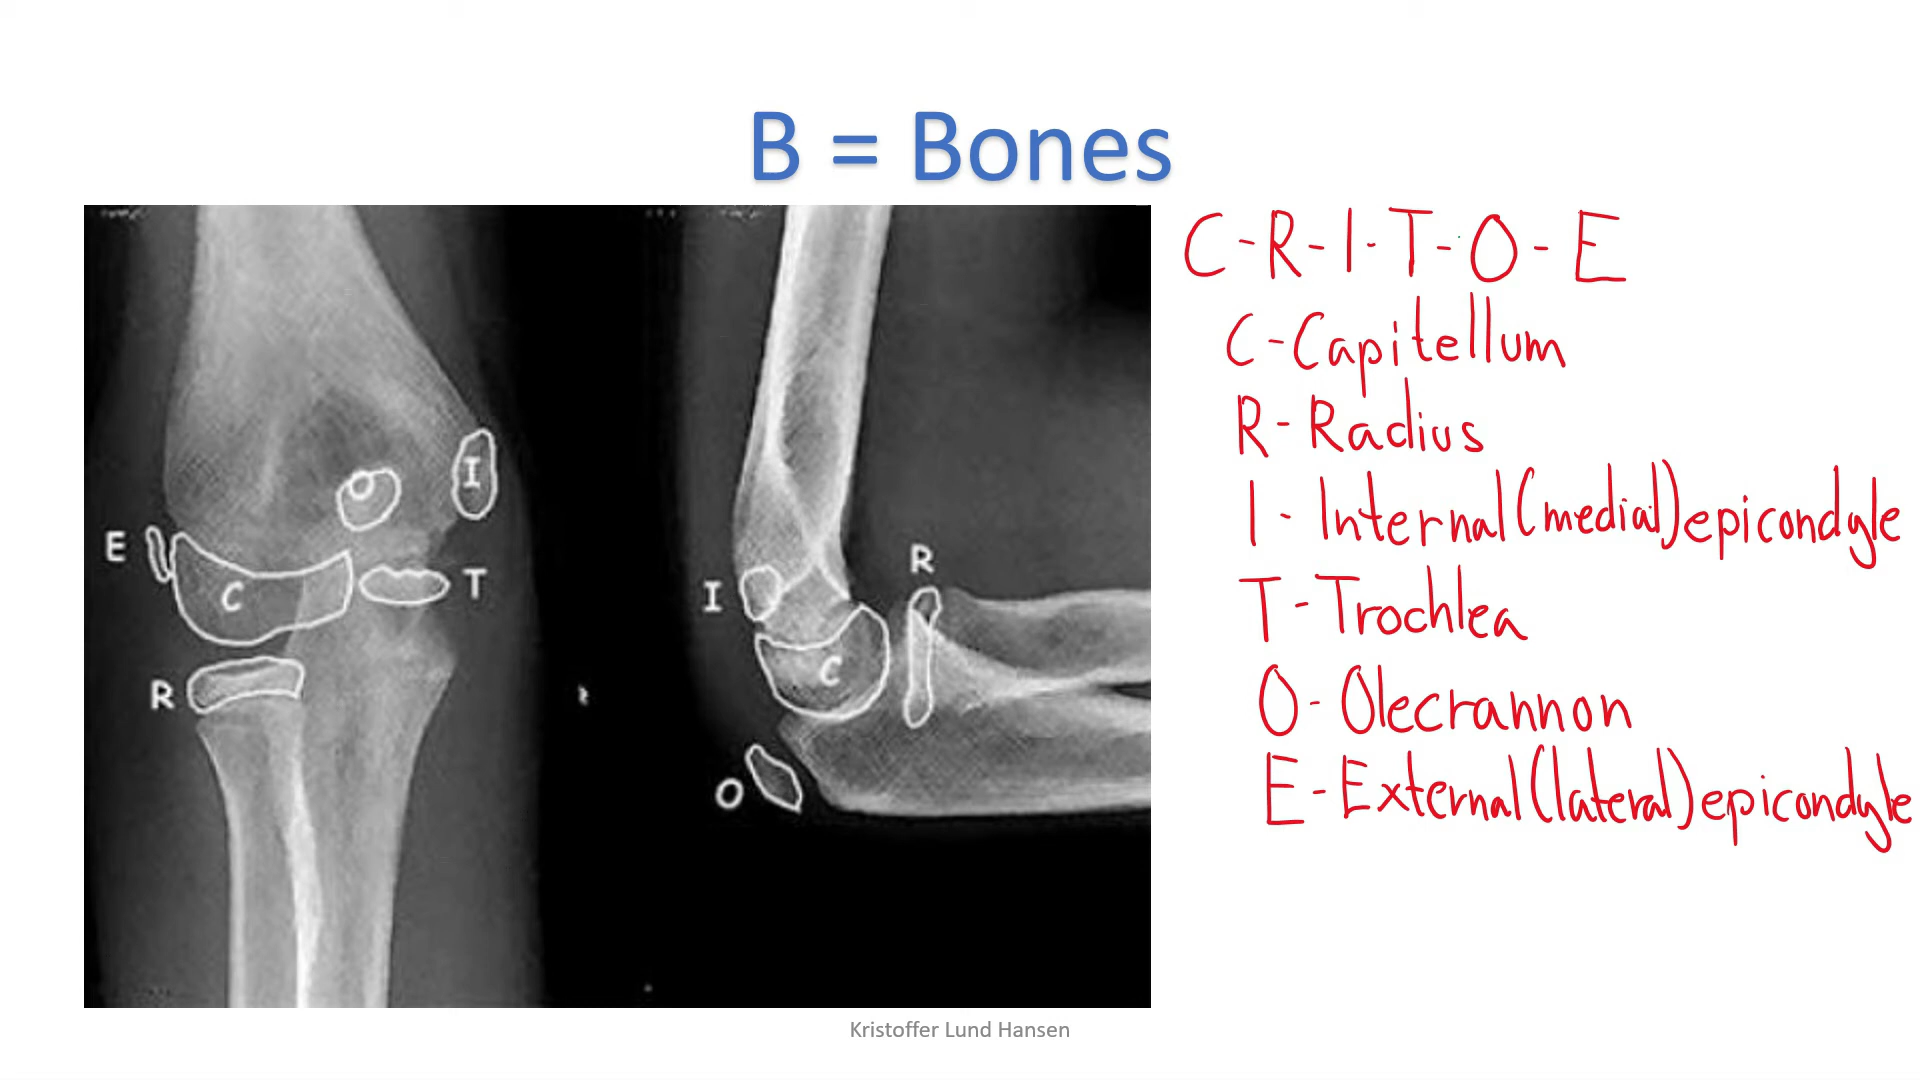 B = Bones
C-R-I-T-O-E
C-Capitellum
R-Radius
I-Internal(medial)epicondyle
T-Trochlea
O-Olecrannon
E-External(lateral)epicondyle
I
O
E
C
T
R
R
I
C
O
Kristoffer Lund Hansen